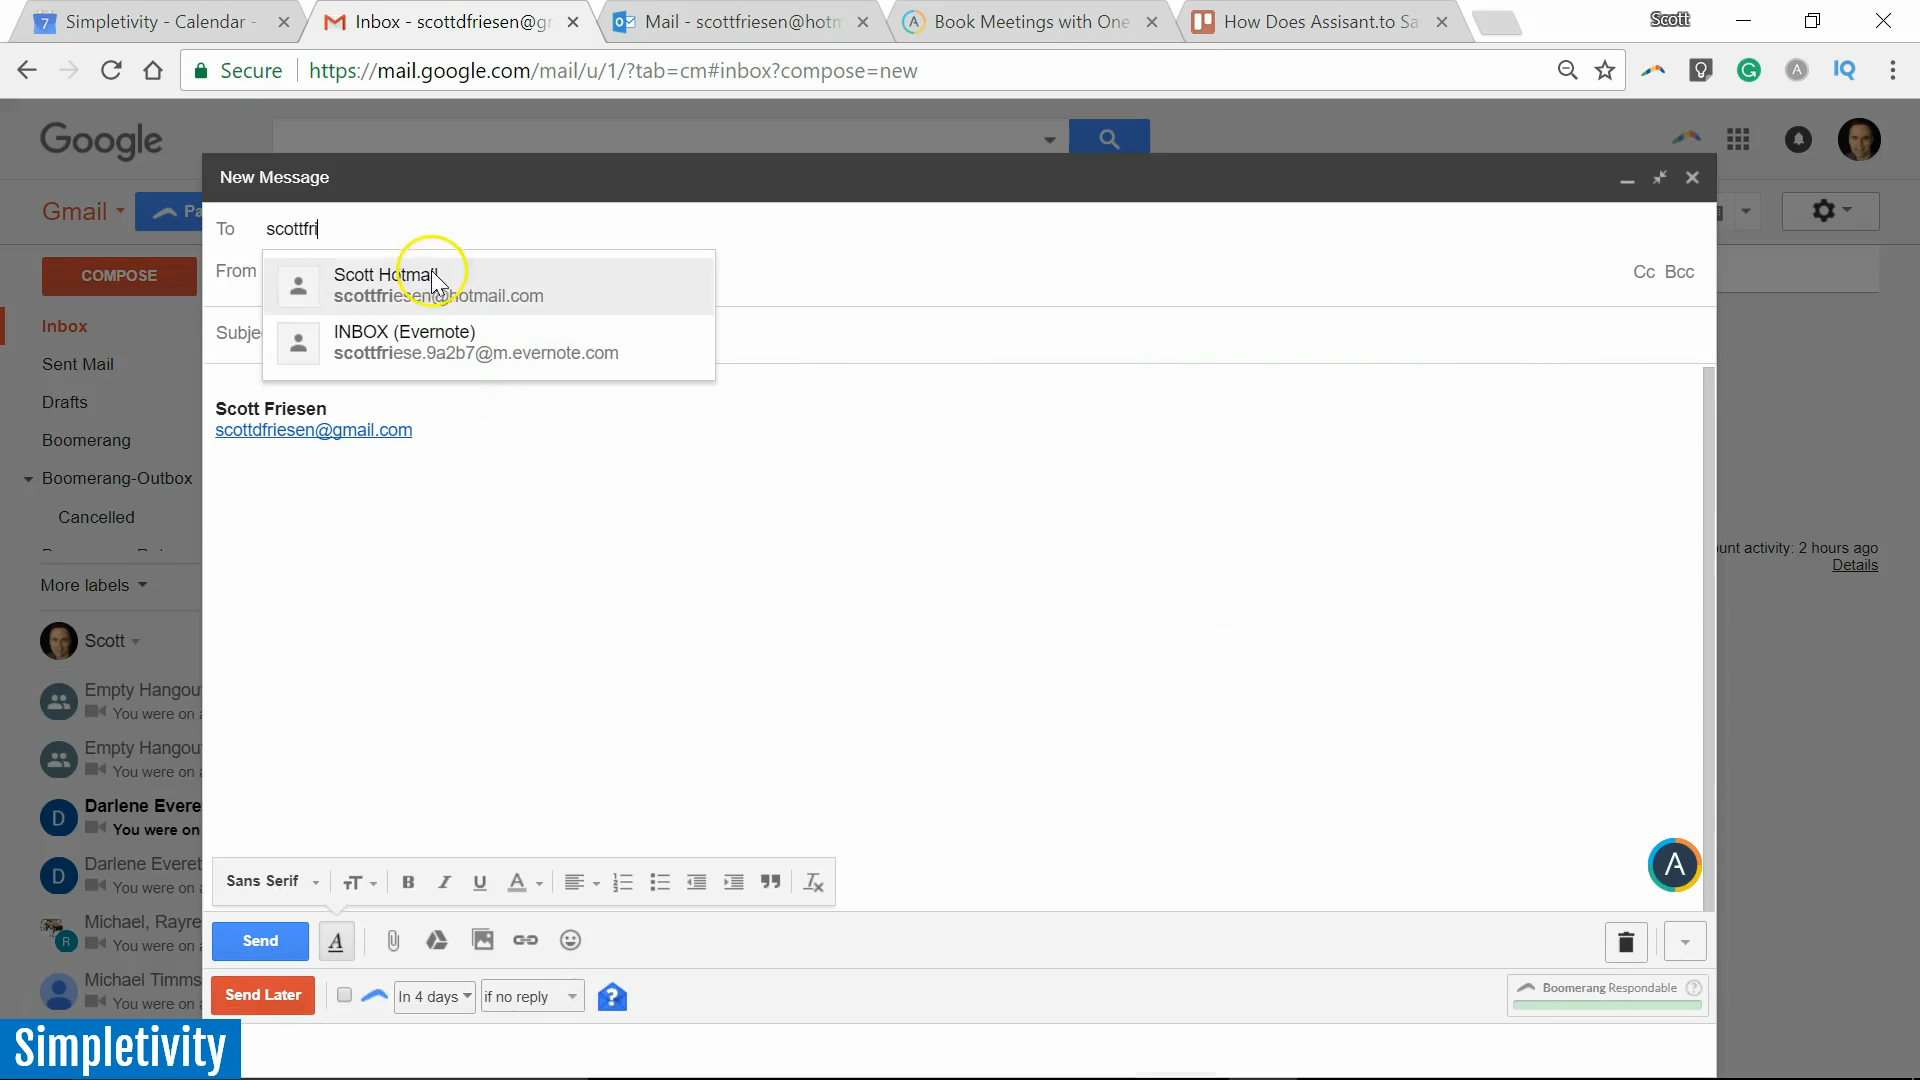 Simpletivity - Calendar -
Inbox - scottdfriesen@gr
Mail - scottfriesen@hotm
Book Meetings with One
How Does Assisant.to Sa
Scott
Secure
https://mail.google.com/mail/u/1/?tab=cm#inbox?compose=new
Google
Gmail
Pa
COMPOSE
Inbox
Sent Mail
Drafts
Boomerang
Boomerang-Outbox
Cancelled
More labels
Scott
Empty Hangou
You were on a
Empty Hangou
You were on a
Darlene Evere
You were on
Darlene Everet
You were on a
Michael, Rayre
You were on a
Michael Timms
You were on a
New Message
To scottfri
Scott Hotmail
scottfriesen@hotmail.com
INBOX (Evernote)
scottfriese.9a2b7@m.evernote.com
From
Cc Bcc
Subje
Scott Friesen
scottdfriesen@gmail.com
unt activity: 2 hours ago
Details
Sans Serif
Send
Send Later
In 4 days
if no reply
Boomerang Respondable
Simpletivity